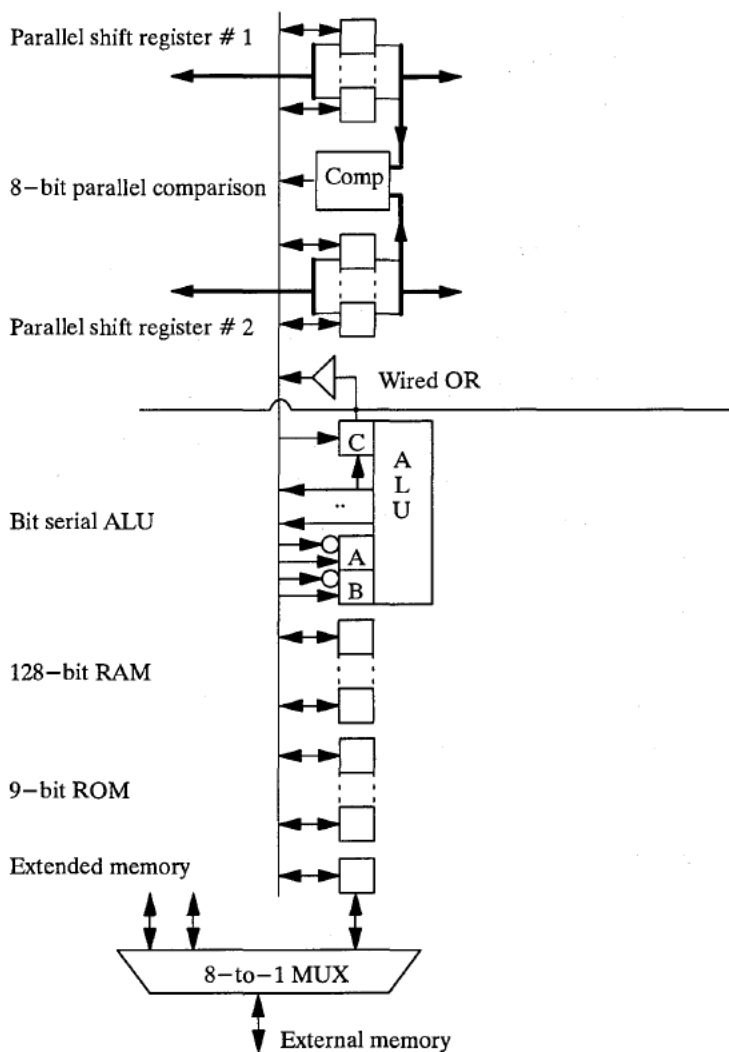 Parallel shift register # 1
Comp
8-bit parallel comparison
Parallel shift register # 2
Wired OR
C
A
L
U
Bit serial ALU
A
B
128-bit RAM
9-bit ROM
Extended memory
8-to-1 MUX
External memory